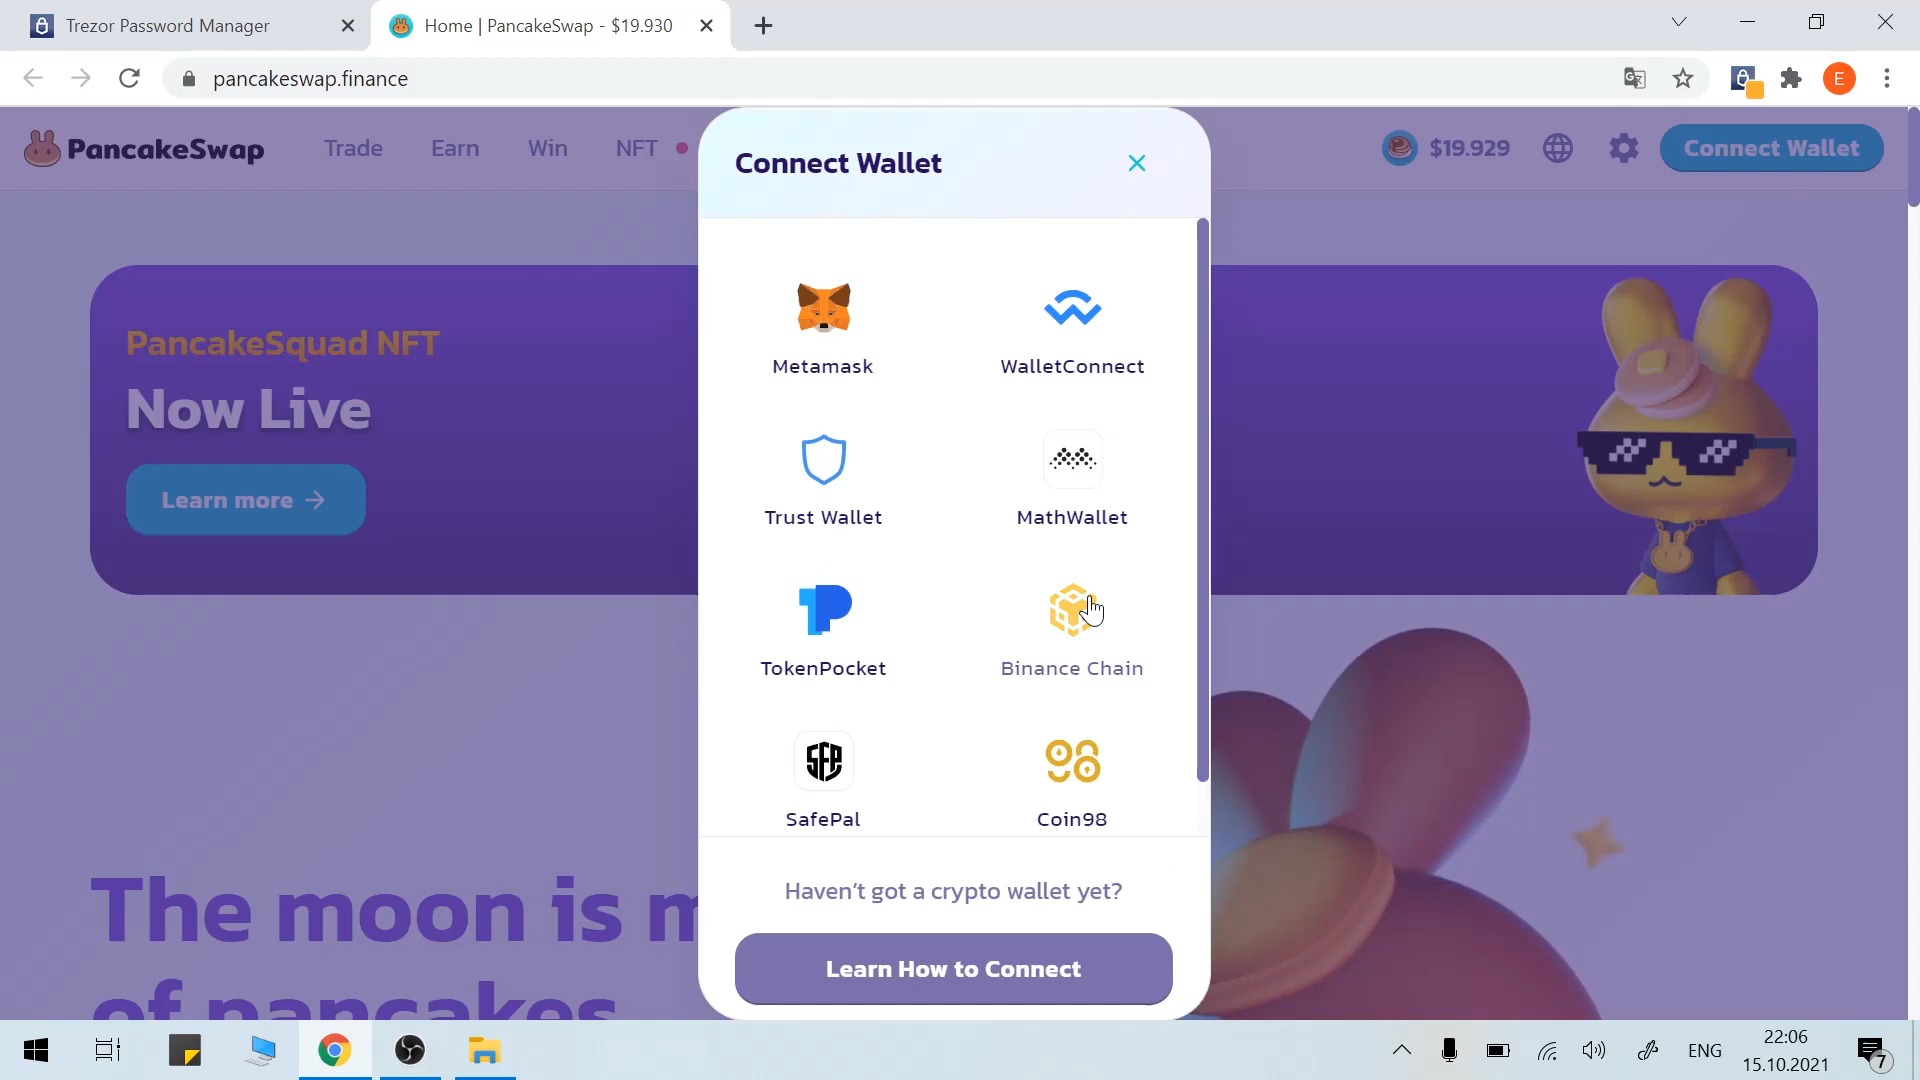 Trezor Password Manager
Home | PancakeSwap - $19.930
pancakeswap.finance
E
PancakeSwap
Trade
Earn
Win
NFT
$19.929
Connect Wallet
Connect Wallet
PancakeSquad NFT
Now Live
Learn more →
Metamask
WalletConnect
Trust Wallet
MathWallet
TokenPocket
Binance Chain
SafePal
Coin98
Haven't got a crypto wallet yet?
Learn How to Connect
The moon is m
of pancakes
ENG
22:06
15.10.2021
7